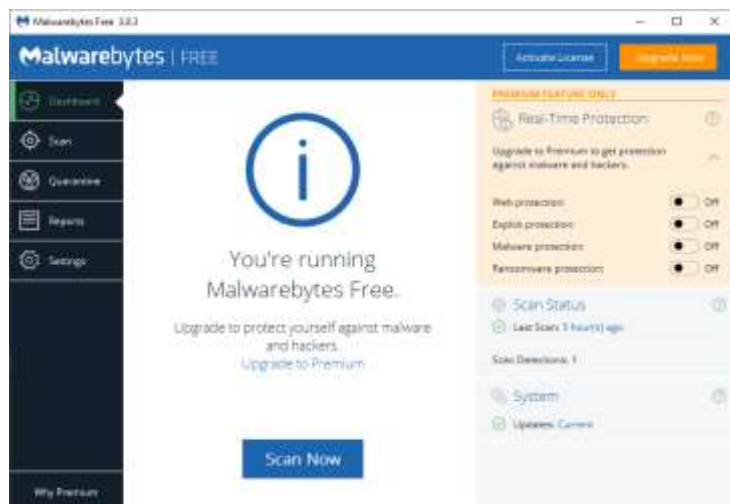 Malwarebytes Free 3.8.3
Malwarebytes | FREE
Activate License
Upgrade Now
Dashboard
Scan
Quarantine
Reports
Settings
Why Premium
i
You're running
Malwarebytes Free.
Upgrade to protect yourself against malware
and hackers.
Upgrade to Premium
Scan Now
PREMIUM FEATURE ONLY
Real-Time Protection
Upgrade to Premium to get protection
against malware and hackers.
Web protection: Off
Exploit protection: Off
Malware protection: Off
Ransomware protection: Off
Scan Status
Last Scan: 5 hour(s) ago
Scan Detections: 1
System
Updates: Current